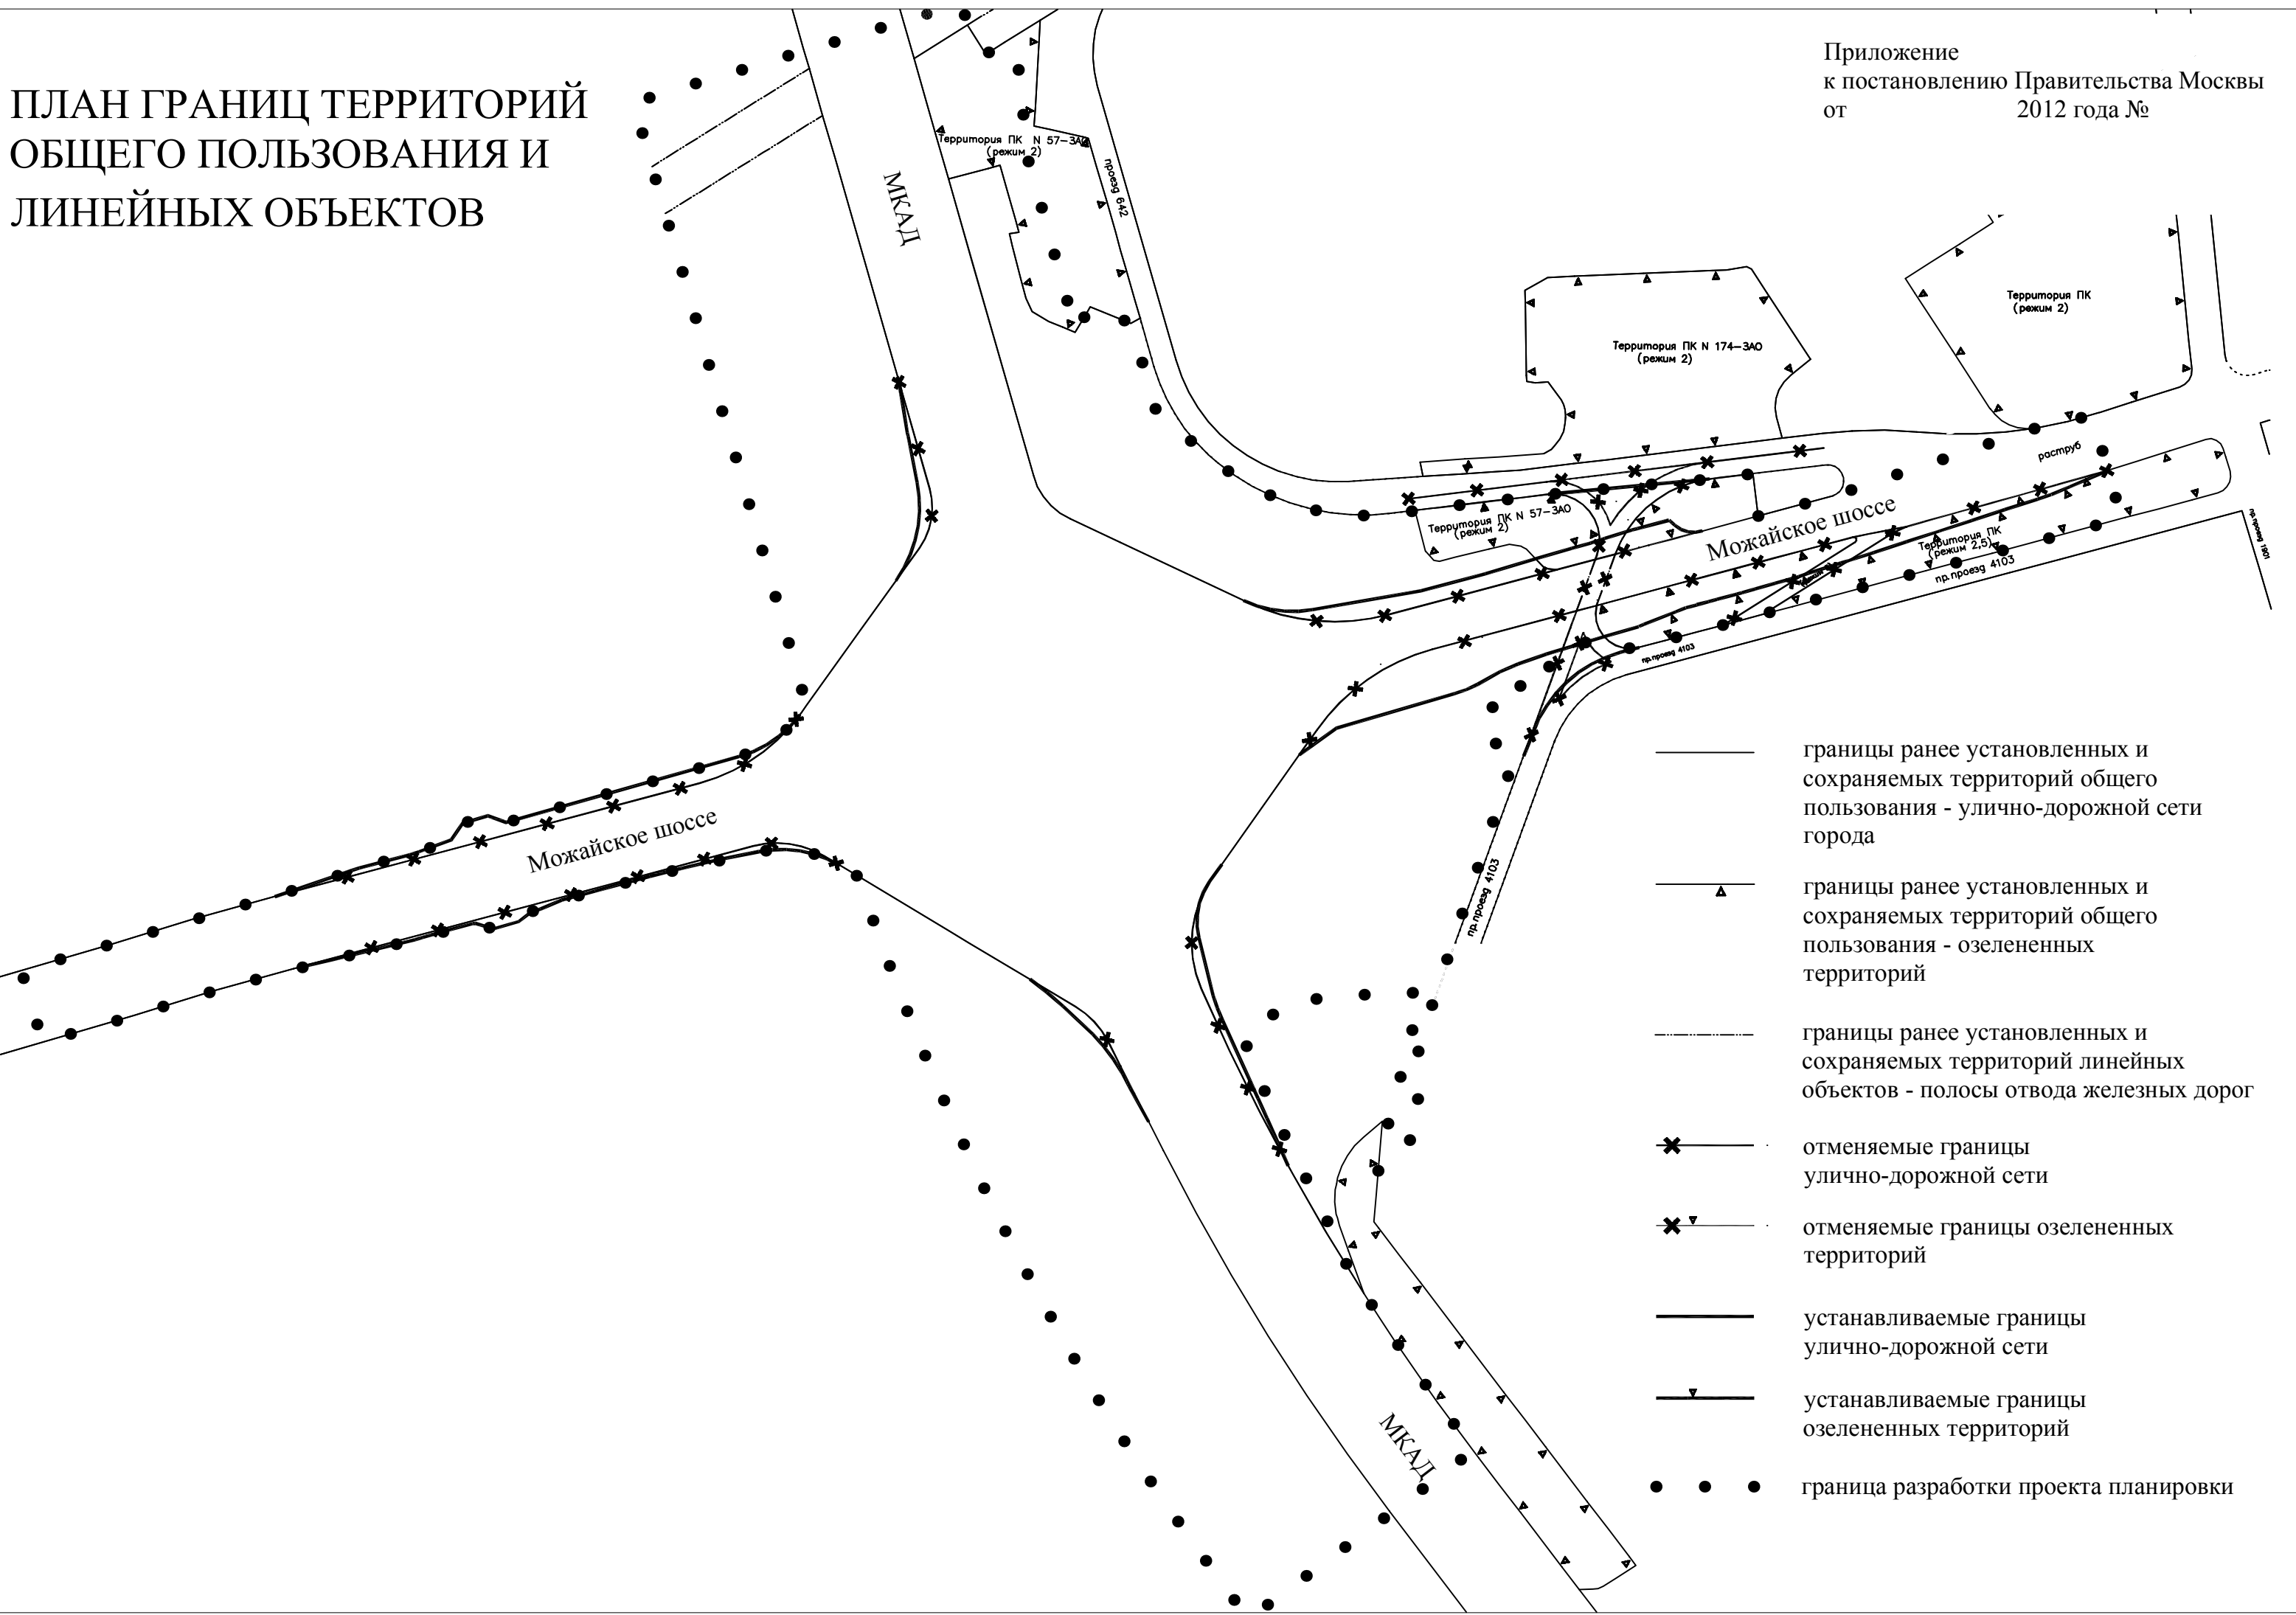 ПЛАН ГРАНИЦ ТЕРРИТОРИЙ
ОБЩЕГО ПОЛЬЗОВАНИЯ И
ЛИНЕЙНЫХ ОБЪЕКТОВ
Приложение
к постановлению Правительства Москвы
от 2012 года №
Территория ПК N 57-ЗАО
(режим 2)
МКАД
проезд 642
Территория ПК N 174-ЗАО
(режим 2)
Территория ПК
(режим 2)
раструб
Территория ПК N 57-ЗАО
(режим 2)
Можайское шоссе
Территория ПК
(режим 2,5)
пр.проезд 4103
пр.проезд 1901
пр.проезд 4103
Можайское шоссе
пр.проезд 4103
МКАД
границы ранее установленных и
сохраняемых территорий общего
пользования - улично-дорожной сети
города
границы ранее установленных и
сохраняемых территорий общего
пользования - озелененных
территорий
границы ранее установленных и
сохраняемых территорий линейных
объектов - полосы отвода железных дорог
отменяемые границы
улично-дорожной сети
отменяемые границы озелененных
территорий
устанавливаемые границы
улично-дорожной сети
устанавливаемые границы
озелененных территорий
граница разработки проекта планировки